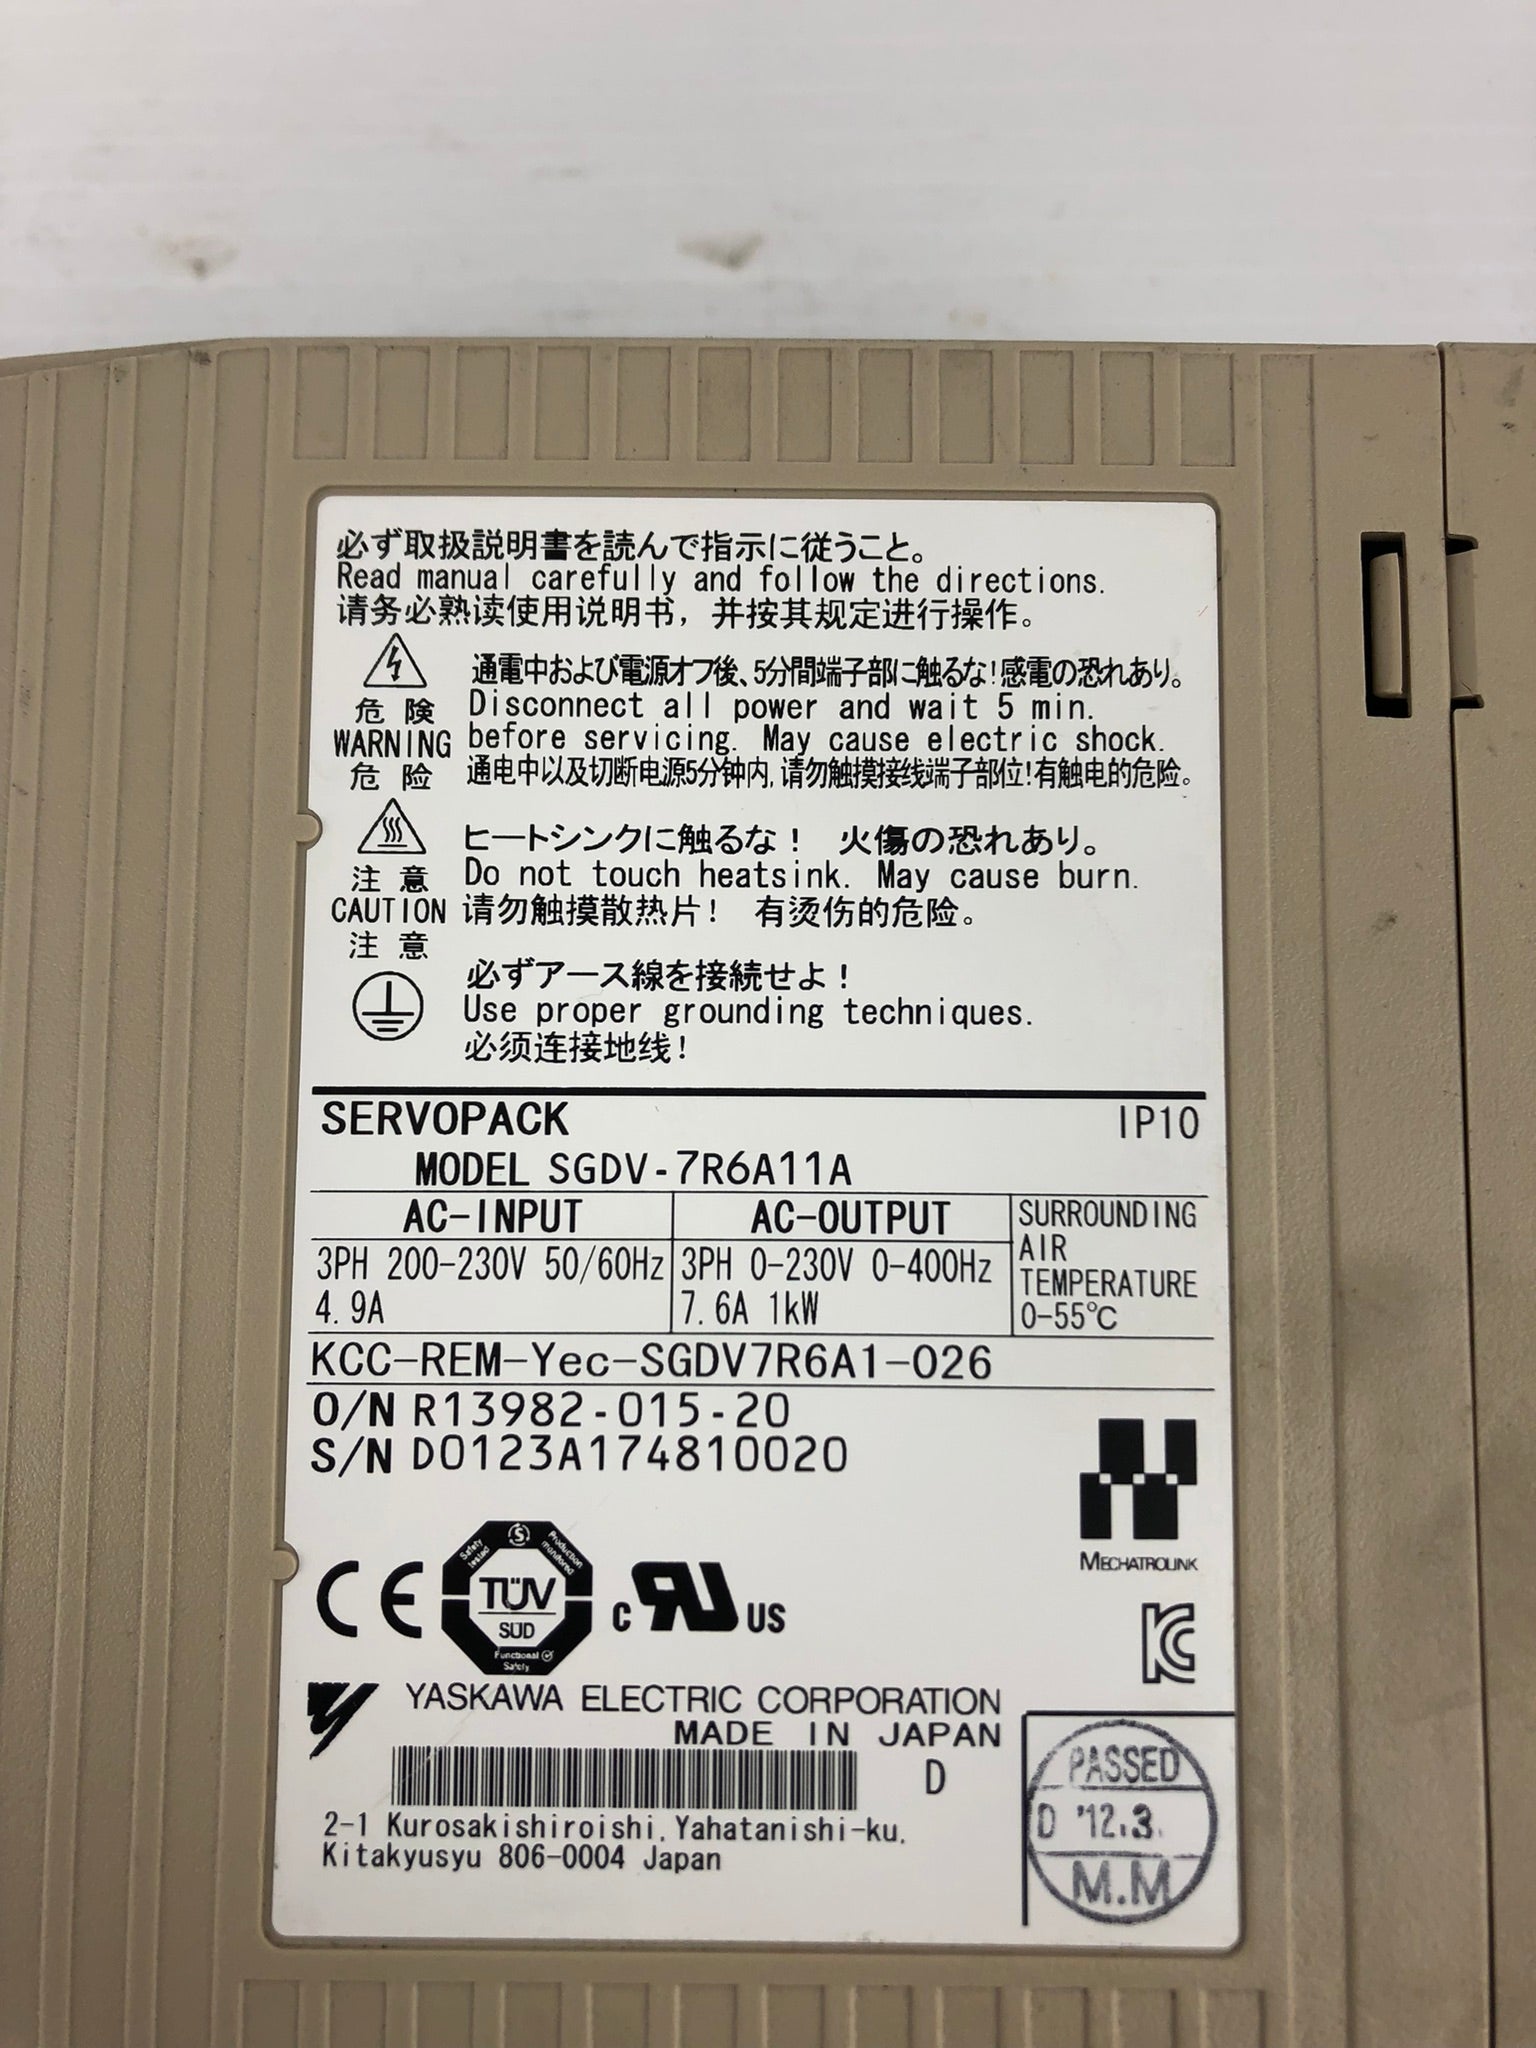 必ず取扱説明書を読んで指示に従うこと。
Read manual carefully and follow the directions.
请务必熟读使用说明书，并按其规定进行操作。
危 険
WARNING
危 险
通電中および電源オフ後、5分間端子部に触るな!感電の恐れあり。
Disconnect all power and wait 5 min.
before servicing. May cause electric shock.
通电中以及切断电源5分钟内,请勿触摸接线端子部位!有触电的危险。
注 意
CAUTION
注 意
ヒートシンクに触るな! 火傷の恐れあり。
Do not touch heatsink. May cause burn.
请勿触摸散热片! 有烫伤的危险。
必ずアース線を接続せよ!
Use proper grounding techniques.
必须连接地线!
SERVOPACK
IP10
MODEL SGDV-7R6A11A
AC-INPUT
3PH 200-230V 50/60Hz
4.9A
AC-OUTPUT
3PH 0-230V 0-400Hz
7.6A 1kW
SURROUNDING
AIR
TEMPERATURE
0-55℃
KCC-REM-Yec-SGDV7R6A1-026
O/N R13982-015-20
S/N D0123A174810020
MECHATROLINK
CE
Safety tested
Production monitored
TÜV
SÜD
Functional Safety
c RU US
KC
YASKAWA ELECTRIC CORPORATION
MADE IN JAPAN
D
2-1 Kurosakishiroishi, Yahatanishi-ku,
Kitakyusyu 806-0004 Japan
PASSED
D '12.3.
M.M